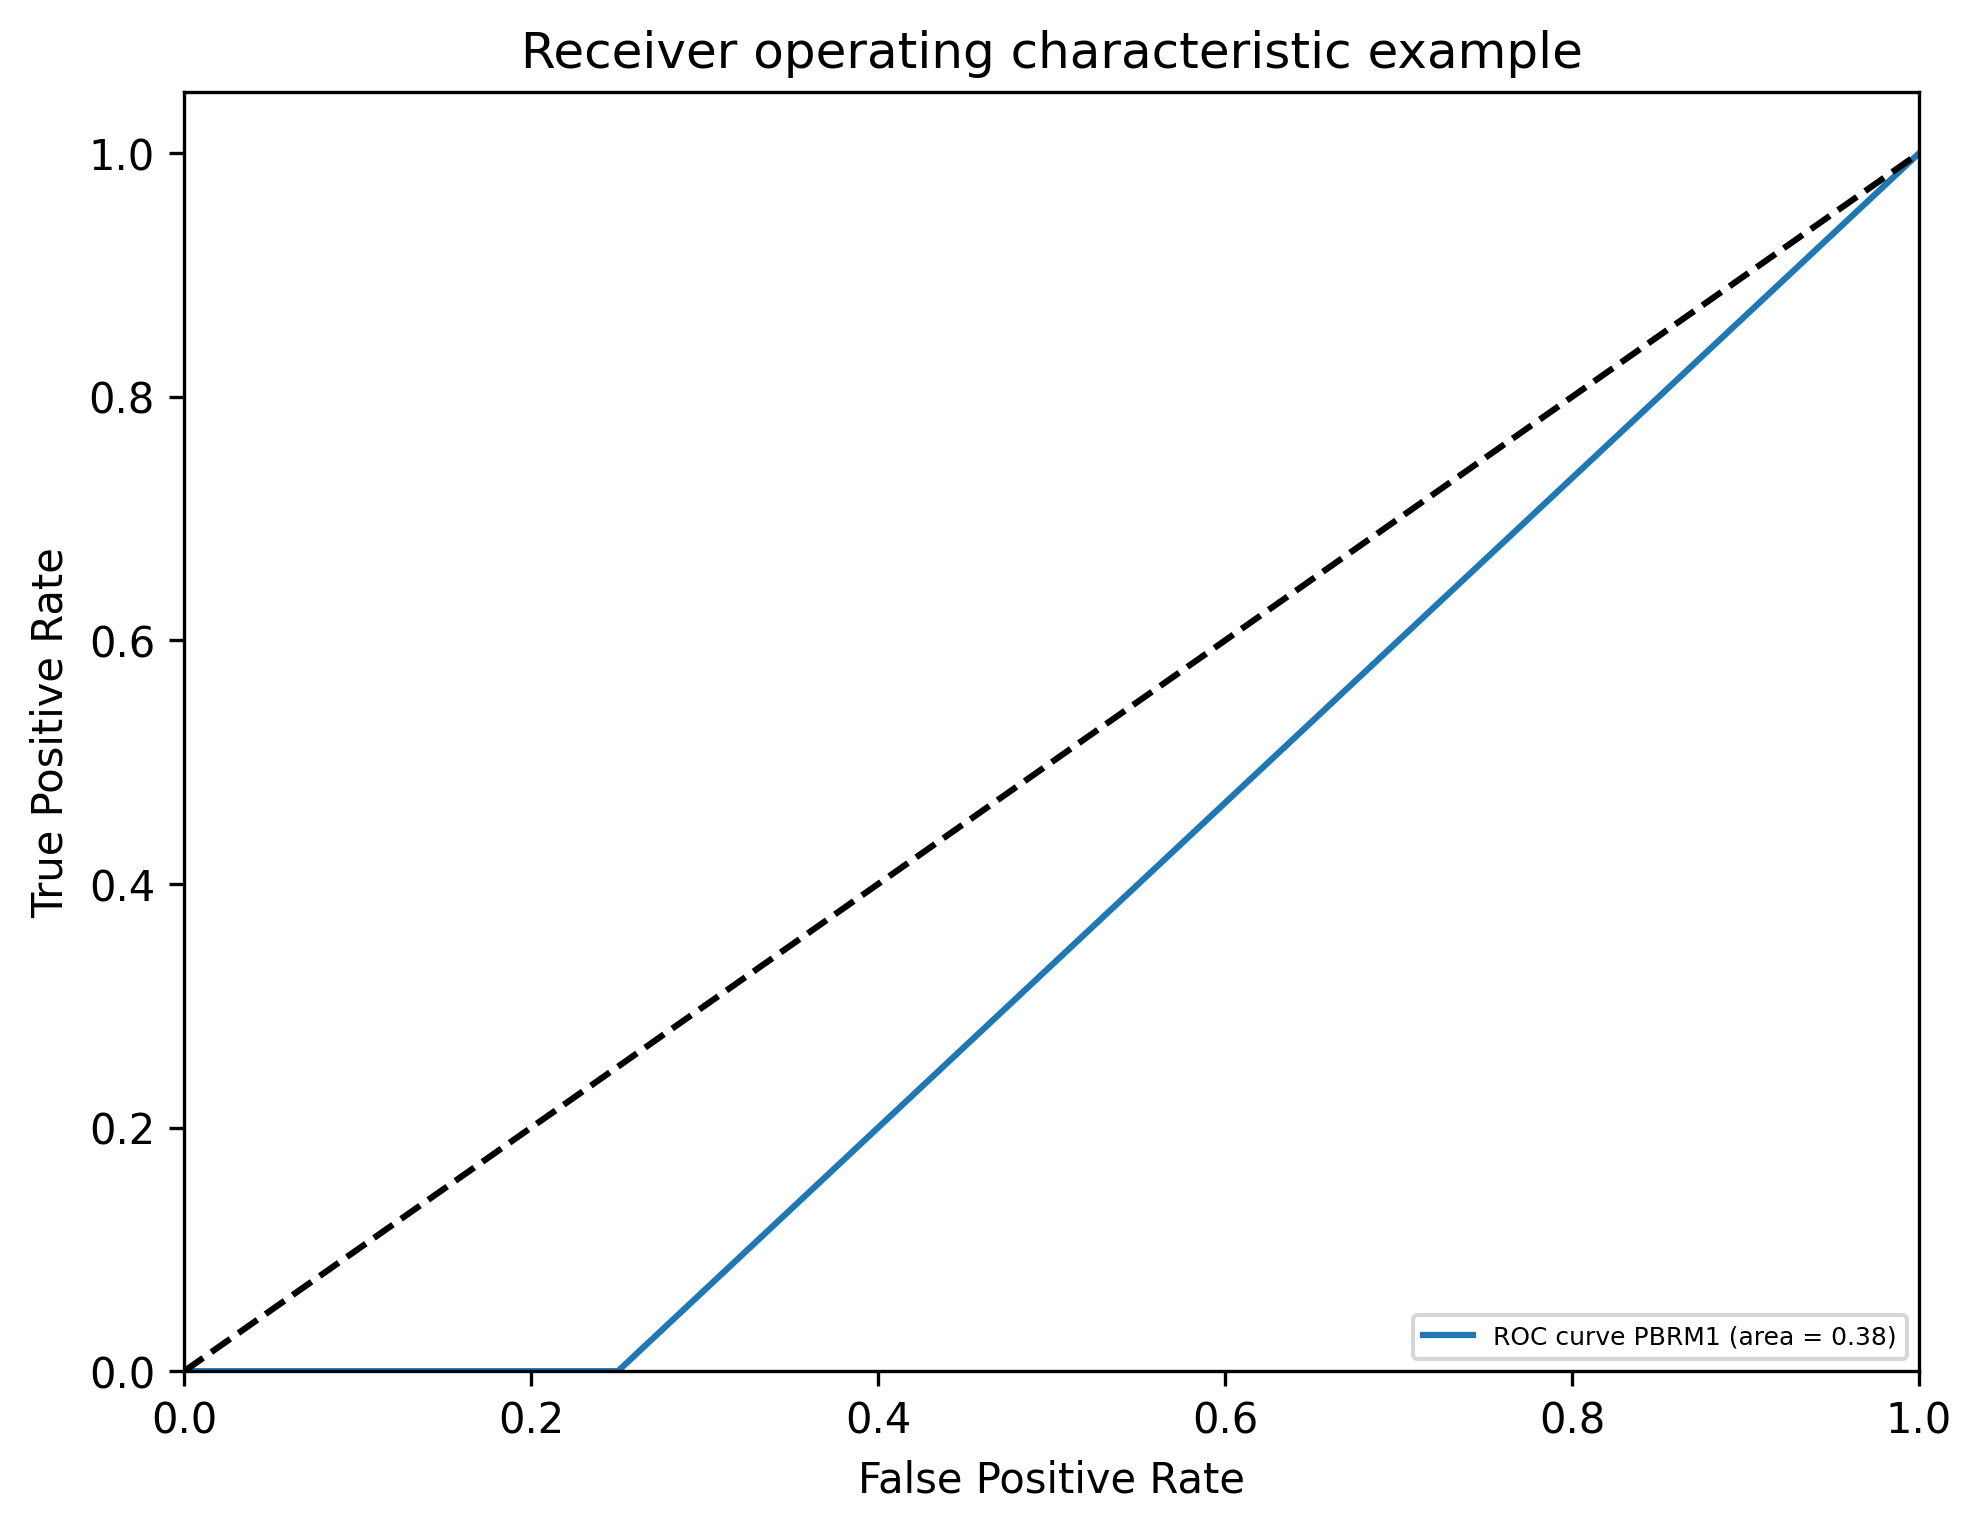 Receiver operating characteristic example
1.0
0.8
0.6
0.4
0.2
0.0
True Positive Rate
0.0 0.2 0.4 0.6 0.8 1.0
False Positive Rate
ROC curve PBRM1 (area = 0.38)